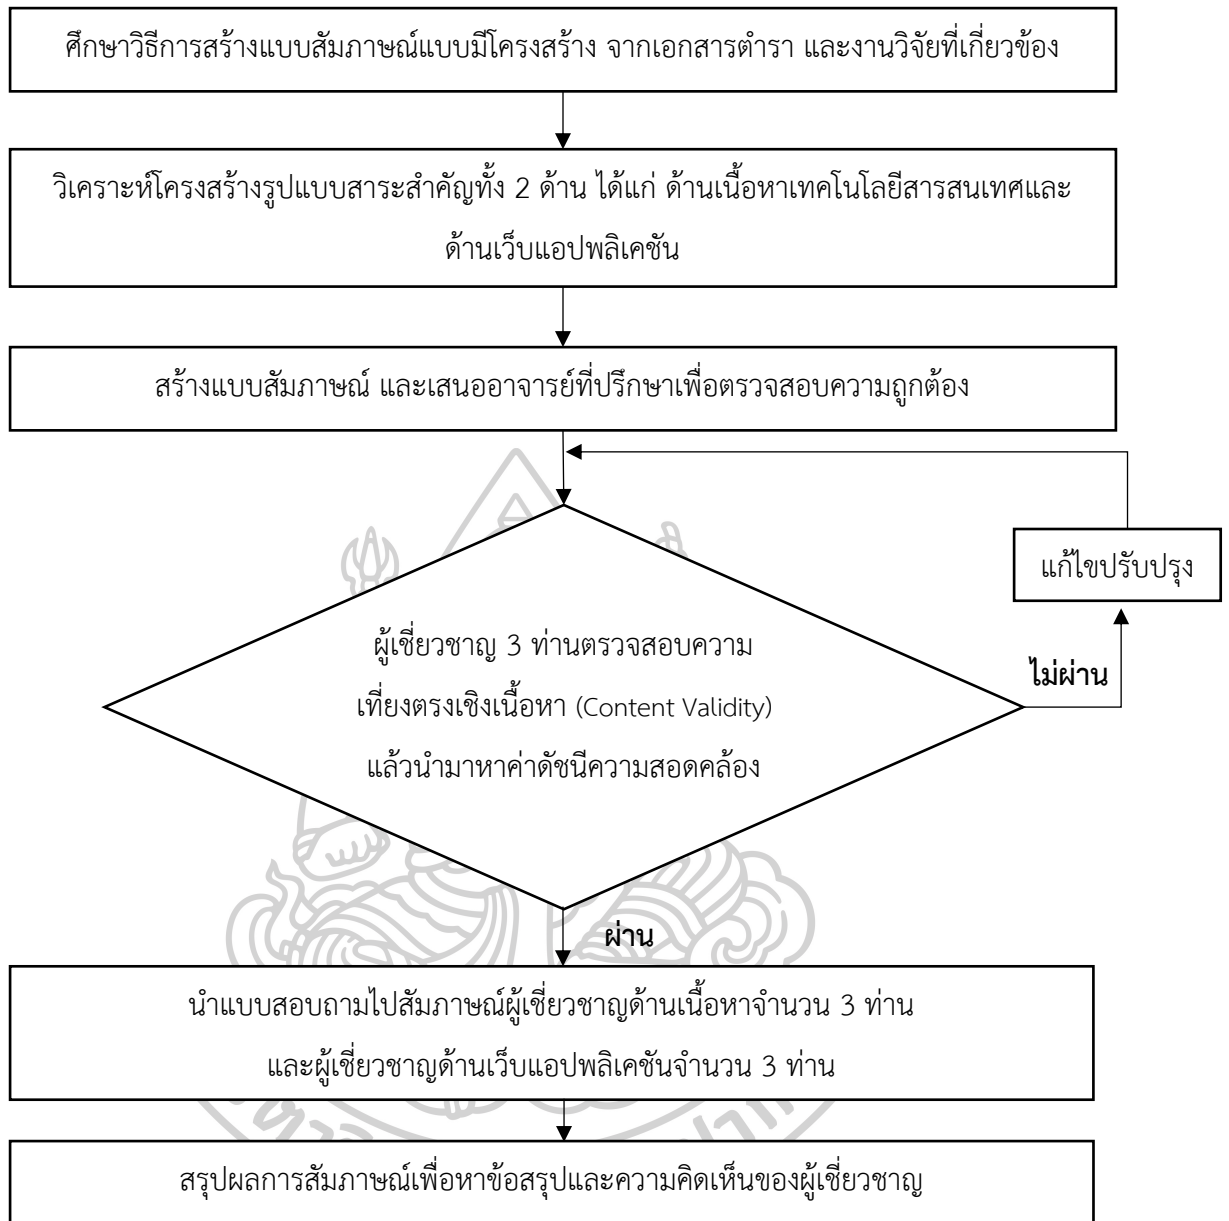 ศึกษาวิธีการสร้างแบบสัมภาษณ์แบบมีโครงสร้าง จากเอกสารตำรา และงานวิจัยที่เกี่ยวข้อง
วิเคราะห์โครงสร้างรูปแบบสาระสำคัญทั้ง 2 ด้าน ได้แก่ ด้านเนื้อหาเทคโนโลยีสารสนเทศและ
ด้านเว็บแอปพลิเคชัน
สร้างแบบสัมภาษณ์ และเสนออาจารย์ที่ปรึกษาเพื่อตรวจสอบความถูกต้อง
แก้ไขปรับปรุง
ไม่ผ่าน
ผู้เชี่ยวชาญ 3 ท่านตรวจสอบความ
เที่ยงตรงเชิงเนื้อหา (Content Validity)
แล้วนำมาหาค่าดัชนีความสอดคล้อง
ผ่าน
นำแบบสอบถามไปสัมภาษณ์ผู้เชี่ยวชาญด้านเนื้อหาจำนวน 3 ท่าน
และผู้เชี่ยวชาญด้านเว็บแอปพลิเคชันจำนวน 3 ท่าน
สรุปผลการสัมภาษณ์เพื่อหาข้อสรุปและความคิดเห็นของผู้เชี่ยวชาญ